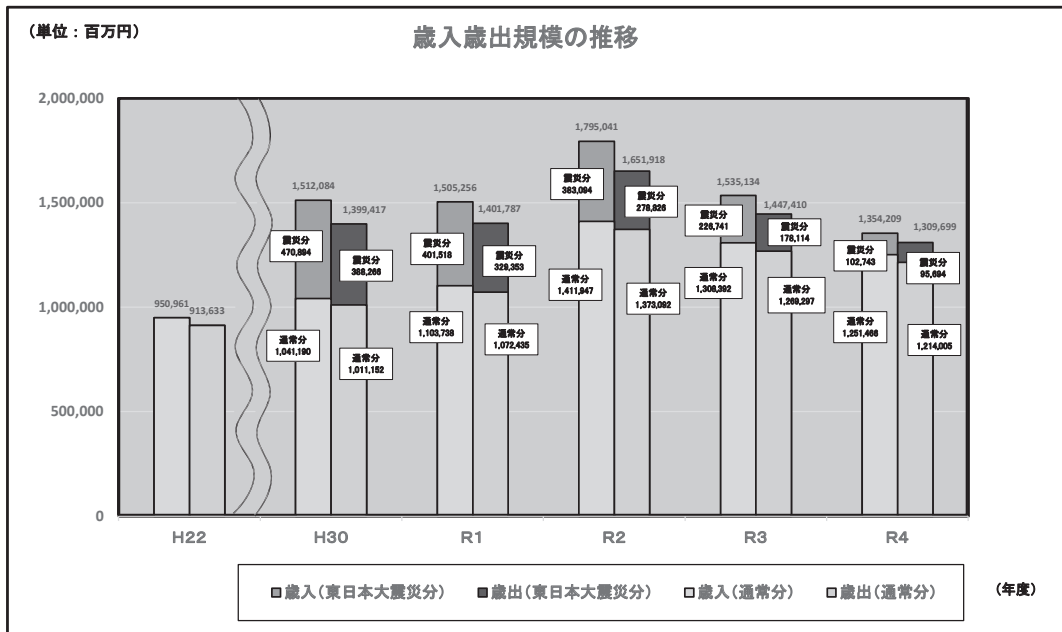 (単位：百万円)
歳入歳出規模の推移
2,000,000
1,500,000
1,000,000
500,000
0
950,961
913,633
1,512,084
1,399,417
震災分
470,894
震災分
388,266
通常分
1,041,190
通常分
1,011,152
1,505,256
1,401,787
震災分
401,518
震災分
329,353
通常分
1,103,738
通常分
1,072,435
1,795,041
1,651,918
震災分
383,094
震災分
278,826
通常分
1,411,947
通常分
1,373,092
1,535,134
1,447,410
震災分
226,741
震災分
178,114
通常分
1,308,392
通常分
1,269,297
1,354,209
1,309,699
震災分
102,743
震災分
95,694
通常分
1,251,466
通常分
1,214,005
H22
H30
R1
R2
R3
R4
歳入(東日本大震災分) 歳出(東日本大震災分) 歳入(通常分) 歳出(通常分)
(年度)